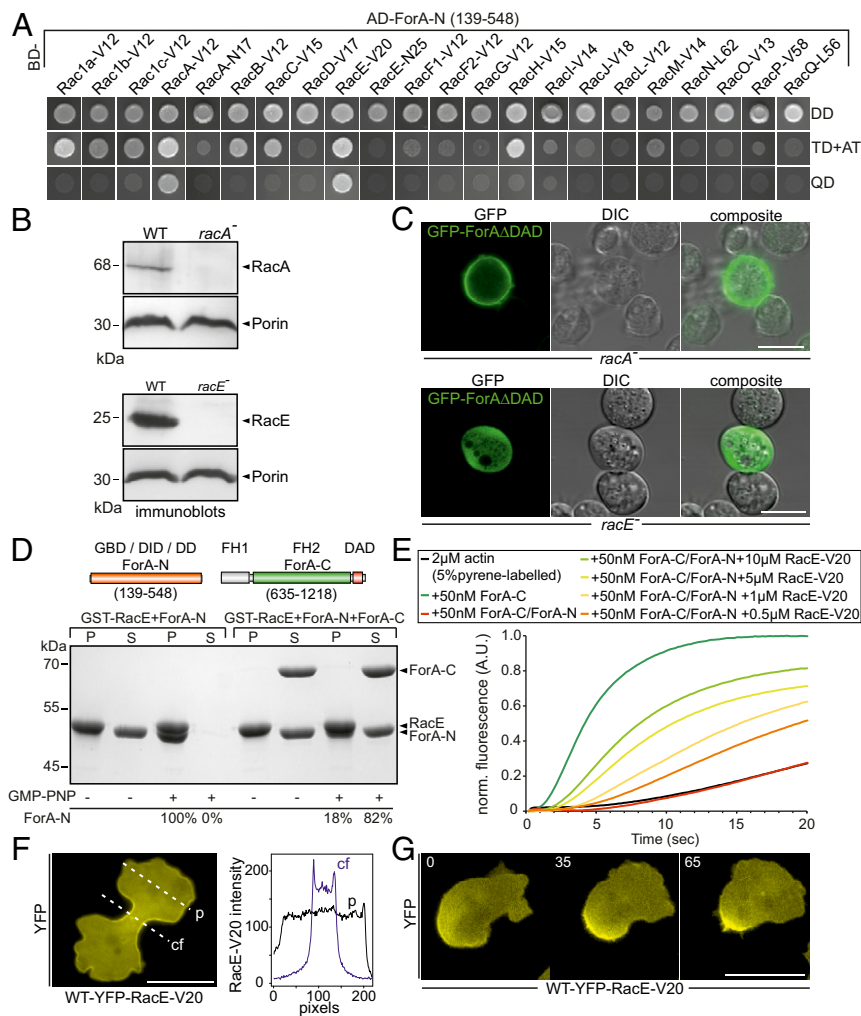 A
AD-ForA-N (139-548)
BD-
Rac1a-V12
Rac1b-V12
Rac1c-V12
RacA-V12
RacA-N17
RacB-V12
RacC-V15
RacD-V17
RacE-V20
RacE-N25
RacF1-V12
RacF2-V12
RacG-V12
RacH-V15
RacI-V14
RacJ-V18
RacL-V12
RacM-V14
RacN-L62
RacO-V13
RacP-V58
RacQ-L56
DD
TD+AT
QD
B
WT racA⁻
68
RacA
30
Porin
kDa
WT racE⁻
25
RacE
30
Porin
kDa
immunoblots
C
GFP DIC composite
GFP-ForAΔDAD
racA⁻
GFP DIC composite
GFP-ForAΔDAD
racE⁻
D
GBD / DID / DD FH1 FH2 DAD
ForA-N ForA-C
(139-548) (635-1218)
GST-RacE+ForA-N GST-RacE+ForA-N+ForA-C
kDa P S P S P S P S
70
ForA-C
55
RacE
ForA-N
45
GMP-PNP - - + + - - + +
ForA-N 100% 0% 18% 82%
E
2µM actin
(5%pyrene-labelled)
+50nM ForA-C
+50nM ForA-C/ForA-N
+50nM ForA-C/ForA-N+10µM RacE-V20
+50nM ForA-C/ForA-N+5µM RacE-V20
+50nM ForA-C/ForA-N +1µM RacE-V20
+50nM ForA-C/ForA-N +0.5µM RacE-V20
norm. fluorescence (A.U.)
1.0
0.8
0.6
0.4
0.2
0
0 5 10 15 20
Time (sec)
F
YFP
p
cf
WT-YFP-RacE-V20
RacE-V20 intensity
200
100
0
cf
p
0 100 200
pixels
G
YFP
0 35 65
WT-YFP-RacE-V20